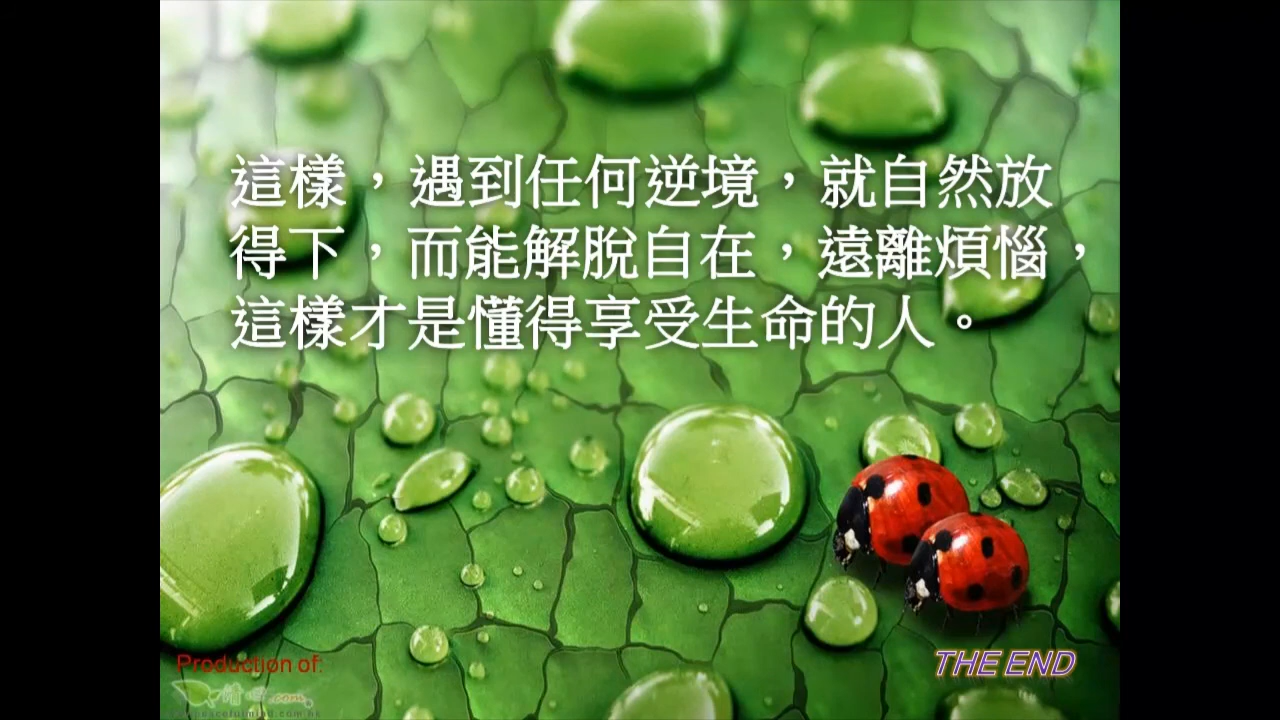 這樣，遇到任何逆境，就自然放
得下，而能解脫自在，遠離煩惱，
這樣才是懂得享受生命的人。
Production of:
THE END